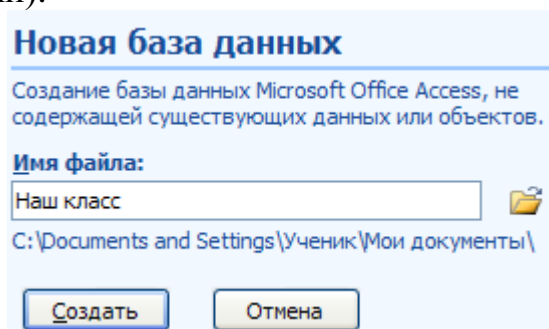 Новая база данных
Создание базы данных Microsoft Office Access, не
содержащей существующих данных или объектов.
Имя файла:
Наш класс
C:\Documents and Settings\Ученик\Мои документы\
Создать Отмена